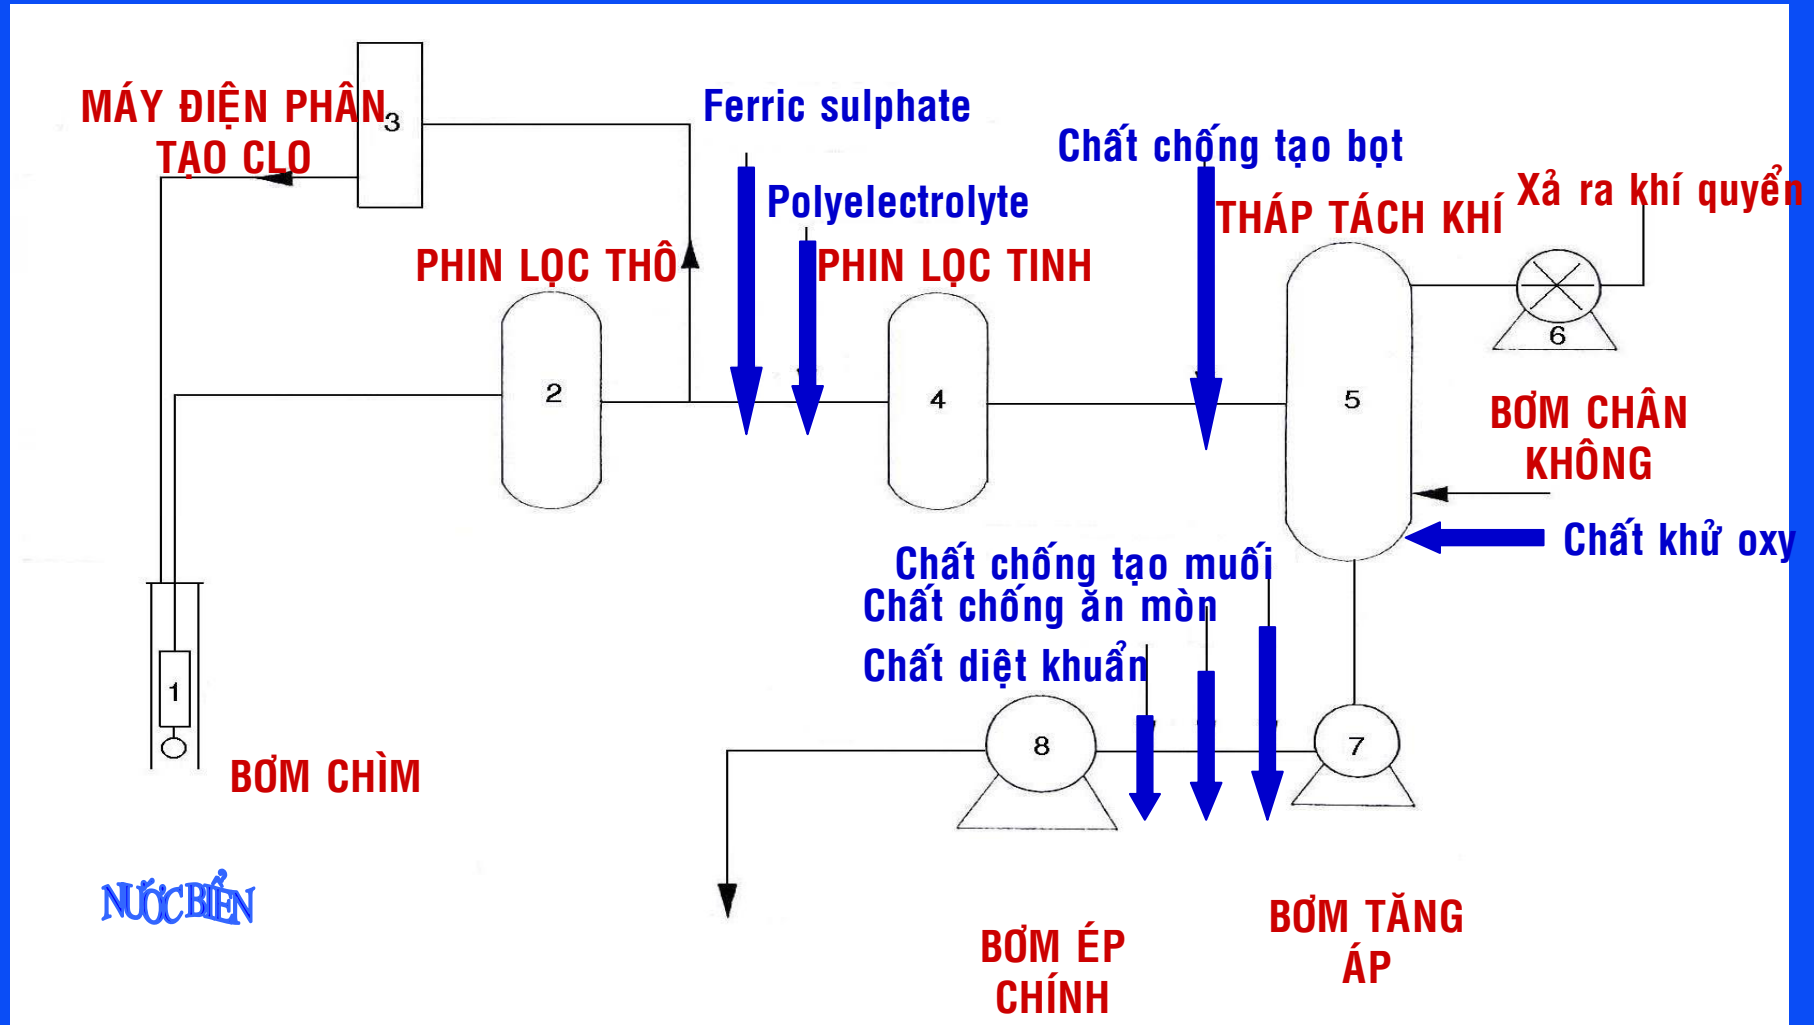 MÁY ĐIỆN PHÂN
TẠO CLO
3
Ferric sulphate
Polyelectrolyte
Chất chống tạo bọt
Xả ra khí quyển
THÁP TÁCH KHÍ
PHIN LỌC THÔ
PHIN LỌC TINH
6
2
4
5
BƠM CHÂN
KHÔNG
Chất khử oxy
Chất chống tạo muối
Chất chống ăn mòn
Chất diệt khuẩn
1
8
7
BƠM CHÌM
NƯỚC BIỂN
BƠM TĂNG
ÁP
BƠM ÉP
CHÍNH